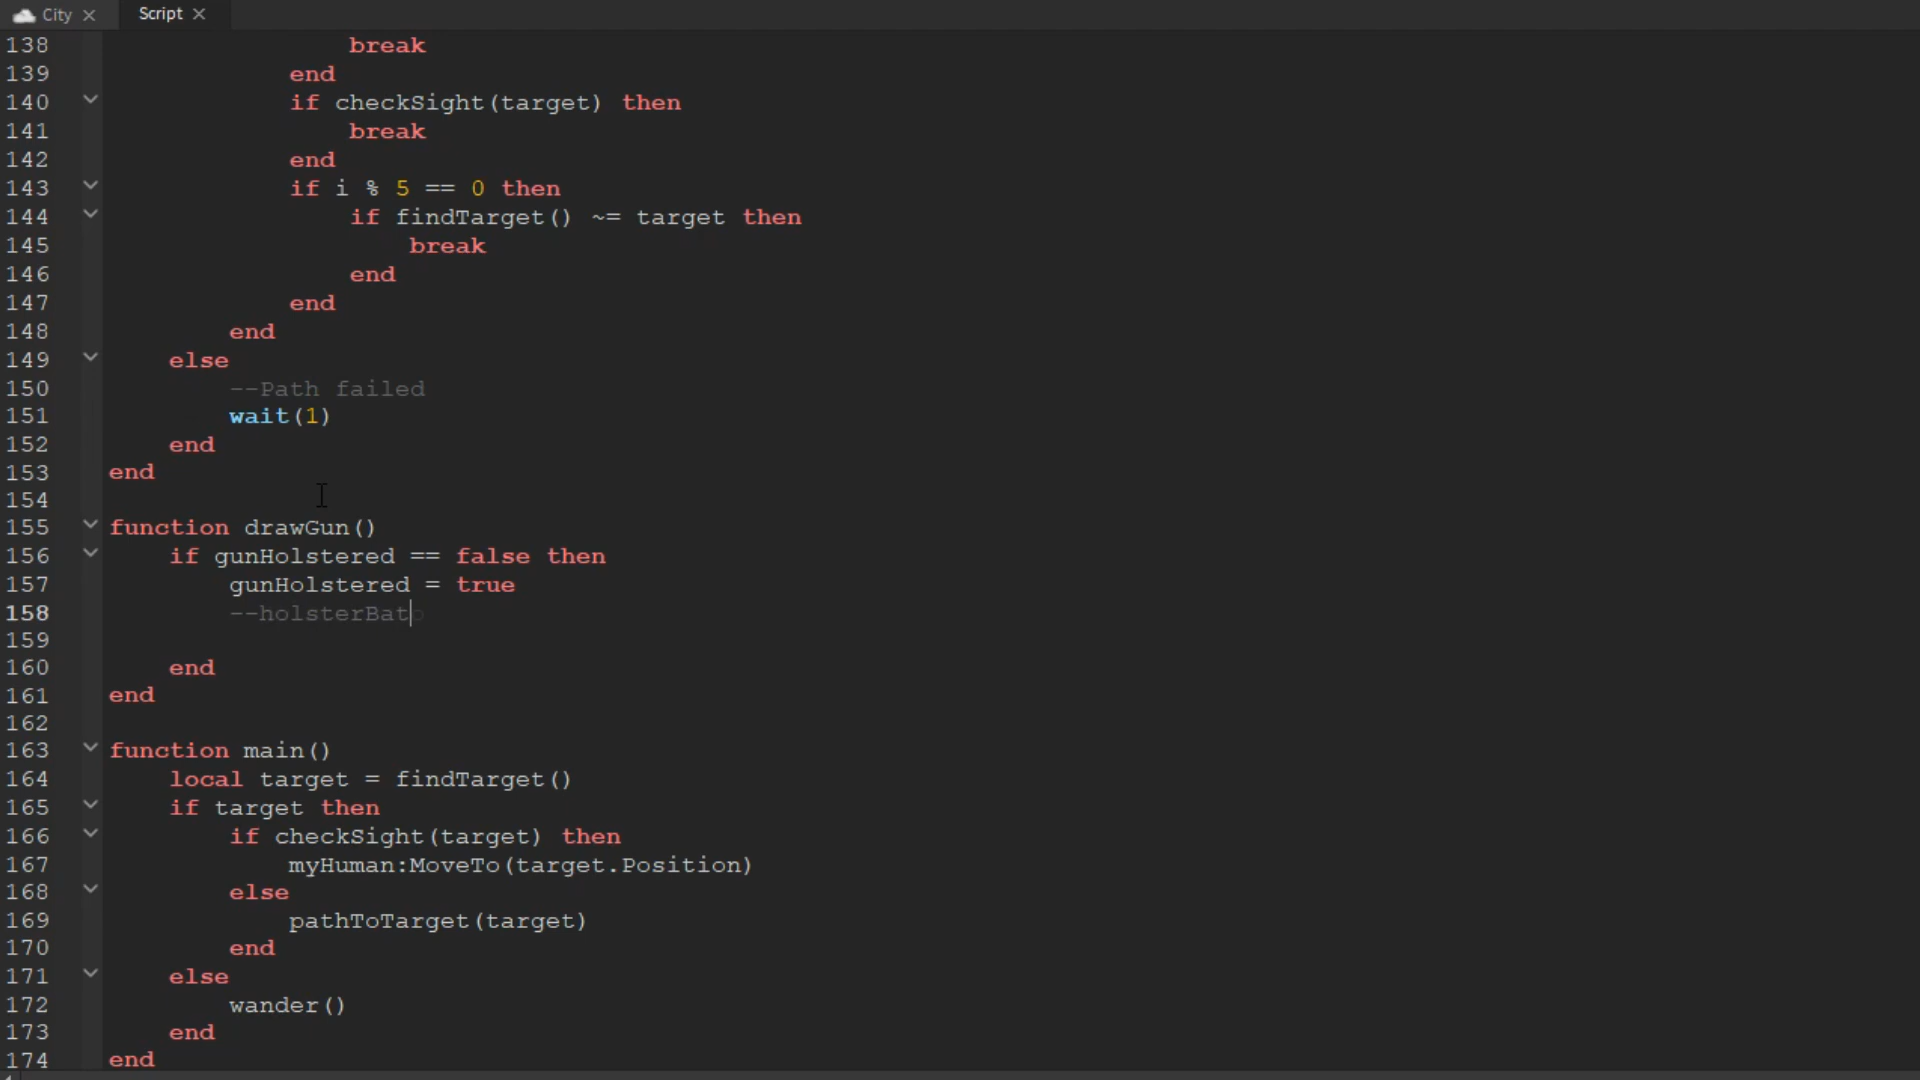 City
Script
138 break
139 end
140 if checkSight(target) then
141 break
142 end
143 if i % 5 == 0 then
144 if findTarget() ~= target then
145 break
146 end
147 end
148 end
149 else
150 --Path failed
151 wait(1)
152 end
153 end
154
155 function drawGun()
156 if gunHolstered == false then
157 gunHolstered = true
158 --holsterBato
159
160 end
161 end
162
163 function main()
164 local target = findTarget()
165 if target then
166 if checkSight(target) then
167 myHuman:MoveTo(target.Position)
168 else
169 pathToTarget(target)
170 end
171 else
172 wander()
173 end
174 end